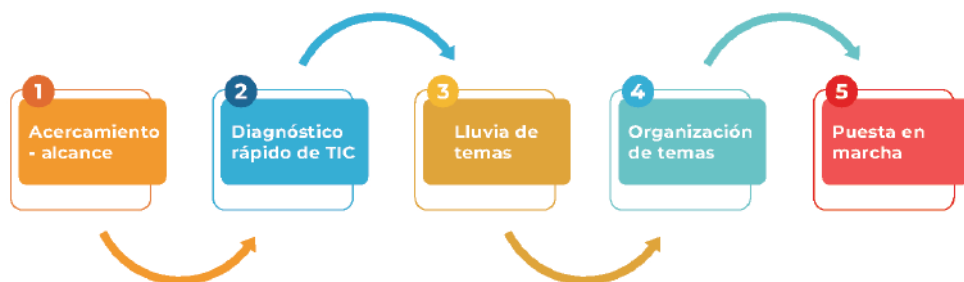 1
Acercamiento
- alcance
2
Diagnóstico
rápido de TIC
3
Lluvia de
temas
4
Organización
de temas
5
Puesta en
marcha